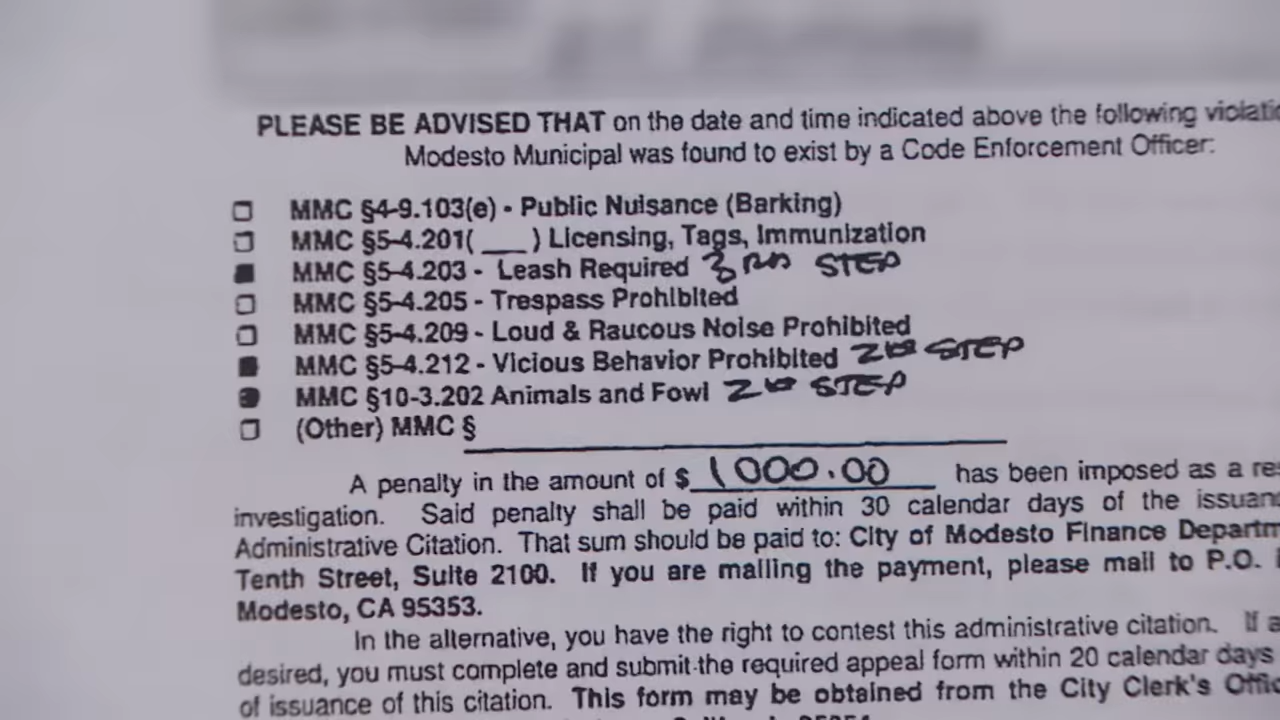 PLEASE BE ADVISED THAT on the date and time indicated above the following
Modesto Municipal was found to exist by a Code Enforcement Officer:
MMC §4-9.103(e) - Public Nuisance (Barking)
MMC §5-4.201(___) Licensing, Tags, Immunization
MMC §5-4.203 - Leash Required 3RD STEP
MMC §5-4.205 - Trespass Prohibited
MMC §5-4.209 - Loud & Raucous Noise Prohibited
MMC §5-4.212 - Vicious Behavior Prohibited 2ND STEP
MMC §10-3.202 Animals and Fowl 2ND STEP
(Other) MMC §
A penalty in the amount of $ 1000.00 has been imposed as a
investigation. Said penalty shall be paid within 30 calendar days of the
Administrative Citation. That sum should be paid to: City of Modesto Finance
Tenth Street, Suite 2100. If you are mailing the payment, please mail to P.O.
Modesto, CA 95353.
In the alternative, you have the right to contest this administrative citation. If
desired, you must complete and submit the required appeal form within 20 calendar days
of issuance of this citation. This form may be obtained from the City Clerk's